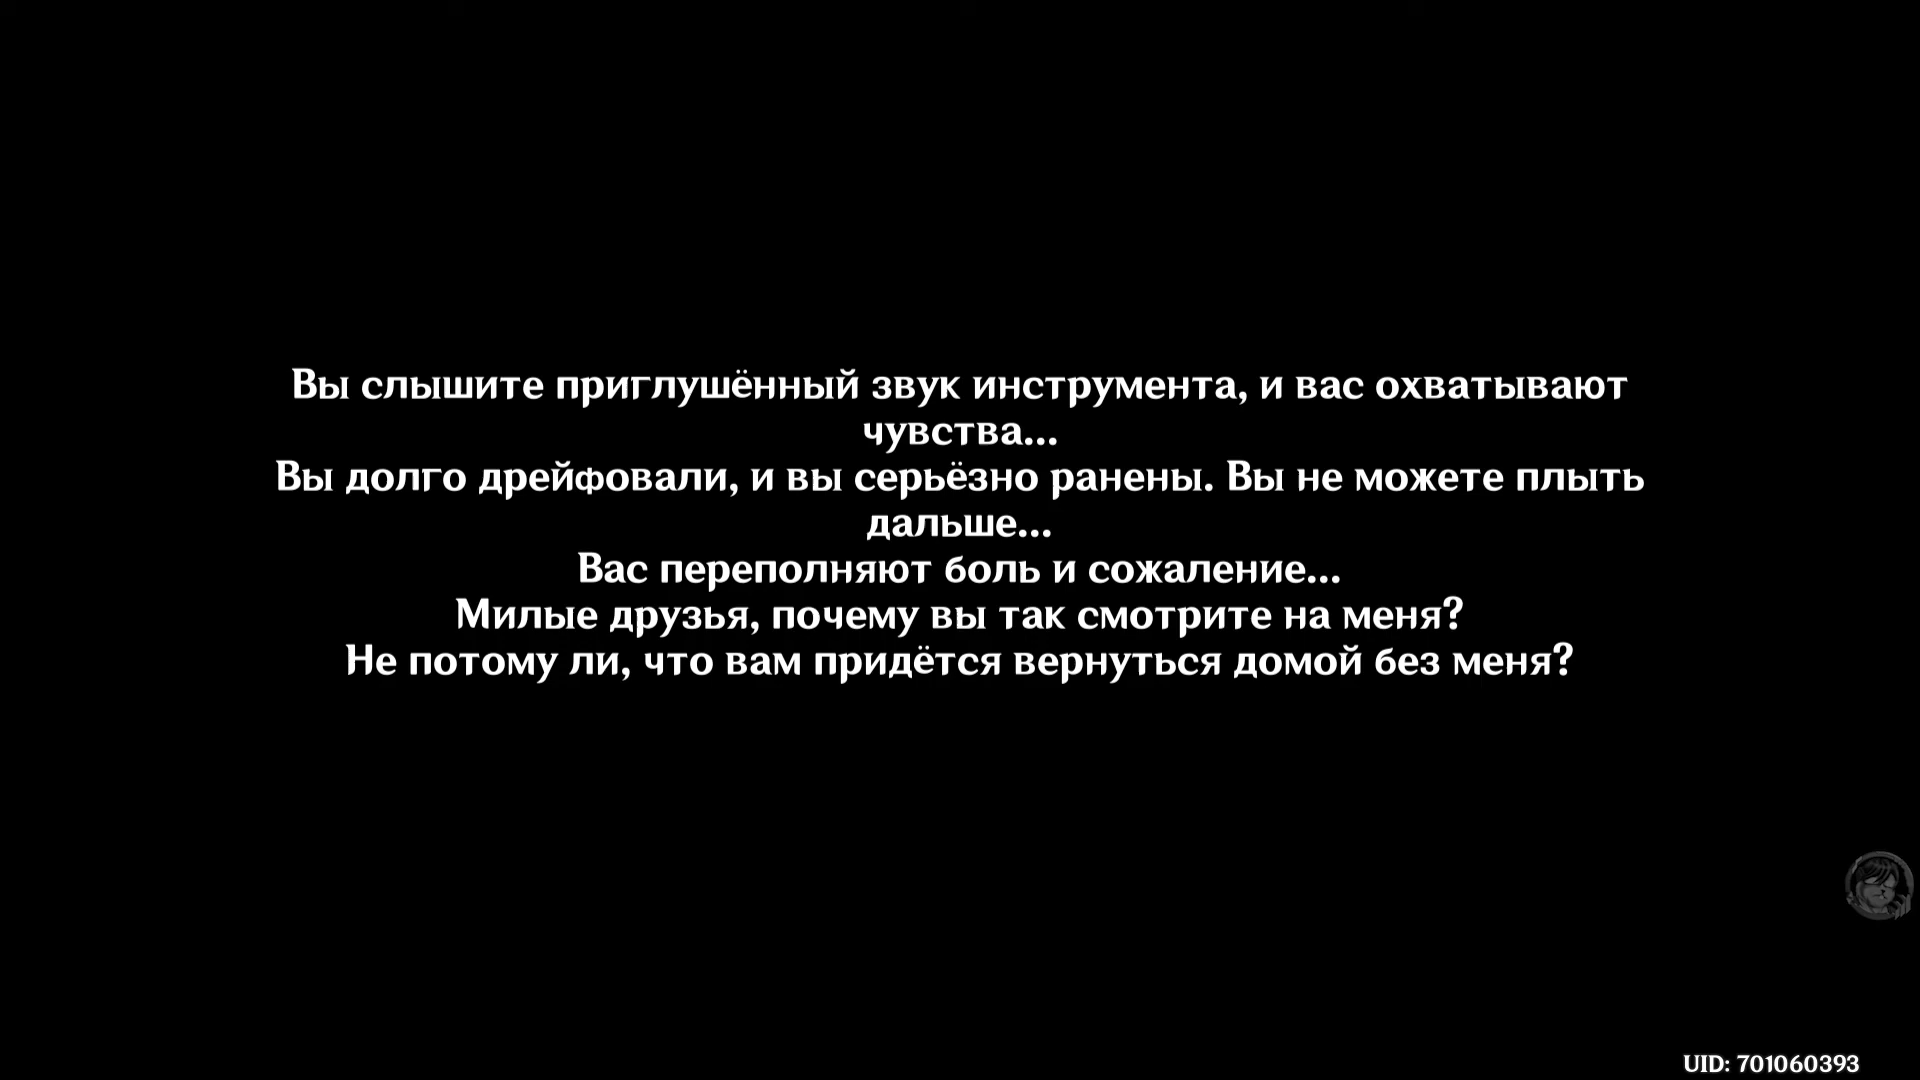 Вы слышите приглушённый звук инструмента, и вас охватывают
чувства...
Вы долго дрейфовали, и вы серьёзно ранены. Вы не можете плыть
дальше...
Вас переполняют боль и сожаление...
Милые друзья, почему вы так смотрите на меня?
Не потому ли, что вам придётся вернуться домой без меня?
UID: 701060393